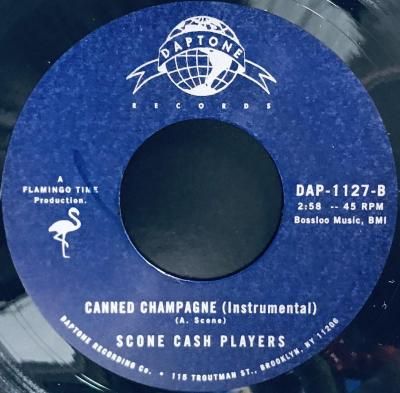 DAPTONE
RECORDS
A
FLAMINGO TIME
Production.
DAP-1127-B
2:58 -- 45 RPM
Bossloo Music, BMI
CANNED CHAMPAGNE (Instrumental)
(A. Scone)
SCONE CASH PLAYERS
DAPTONE RECORDING Co. • 115 TROUTMAN ST., BROOKLYN, NY 11206